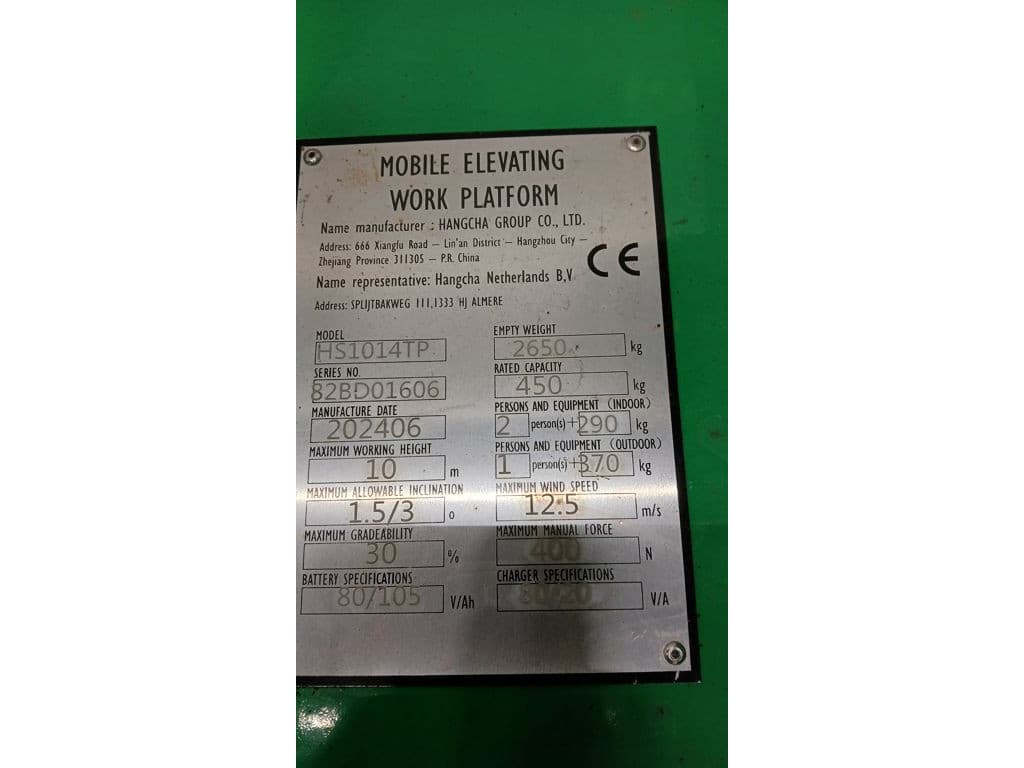 MOBILE ELEVATING
WORK PLATFORM
Name manufacturer : HANGCHA GROUP CO., LTD.
Address: 666 Xiangfu Road – Lin'an District – Hangzhou City –
Zhejiang Province 311305 – P.R. China
CE
Name representative: Hangcha Netherlands B.V
Address: SPLIJTBAKWEG 111,1333 HJ ALMERE
MODEL
HS1014TP
EMPTY WEIGHT
2650 kg
SERIES NO.
82BD01606
RATED CAPACITY
450 kg
MANUFACTURE DATE
202406
PERSONS AND EQUIPMENT (INDOOR)
2 person(s)+290 kg
MAXIMUM WORKING HEIGHT
10 m
PERSONS AND EQUIPMENT (OUTDOOR)
1 person(s)+370 kg
MAXIMUM ALLOWABLE INCLINATION
1.5/3 o
MAXIMUM WIND SPEED
12.5 m/s
MAXIMUM GRADEABILITY
30 %
MAXIMUM MANUAL FORCE
400 N
BATTERY SPECIFICATIONS
80/105 V/Ah
CHARGER SPECIFICATIONS
80/20 V/A